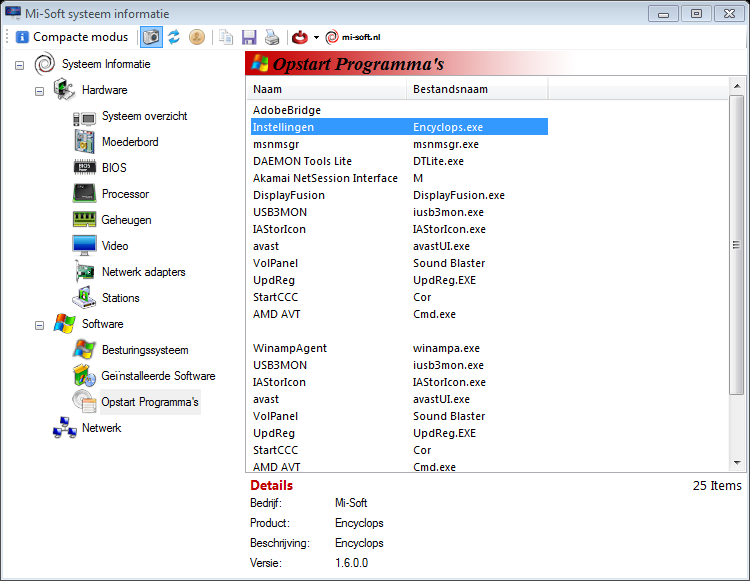 Mi-Soft systeem informatie
Compacte modus mi-soft.nl
Systeem Informatie
Hardware
Systeem overzicht
Moederbord
BIOS
Processor
Geheugen
Video
Netwerk adapters
Stations
Software
Besturingssysteem
Geïnstalleerde Software
Opstart Programma's
Netwerk
Opstart Programma's
Naam Bestandsnaam
AdobeBridge
Instellingen Encyclops.exe
msnmsgr msnmsgr.exe
DAEMON Tools Lite DTLite.exe
Akamai NetSession Interface M
DisplayFusion DisplayFusion.exe
USB3MON iusb3mon.exe
IAStorIcon IAStorIcon.exe
avast avastUI.exe
VolPanel Sound Blaster
UpdReg UpdReg.EXE
StartCCC Cor
AMD AVT Cmd.exe
WinampAgent winampa.exe
USB3MON iusb3mon.exe
IAStorIcon IAStorIcon.exe
avast avastUI.exe
VolPanel Sound Blaster
UpdReg UpdReg.EXE
StartCCC Cor
AMD AVT Cmd.exe
Details 25 Items
Bedrijf: Mi-Soft
Product: Encyclops
Beschrijving: Encyclops
Versie: 1.6.0.0